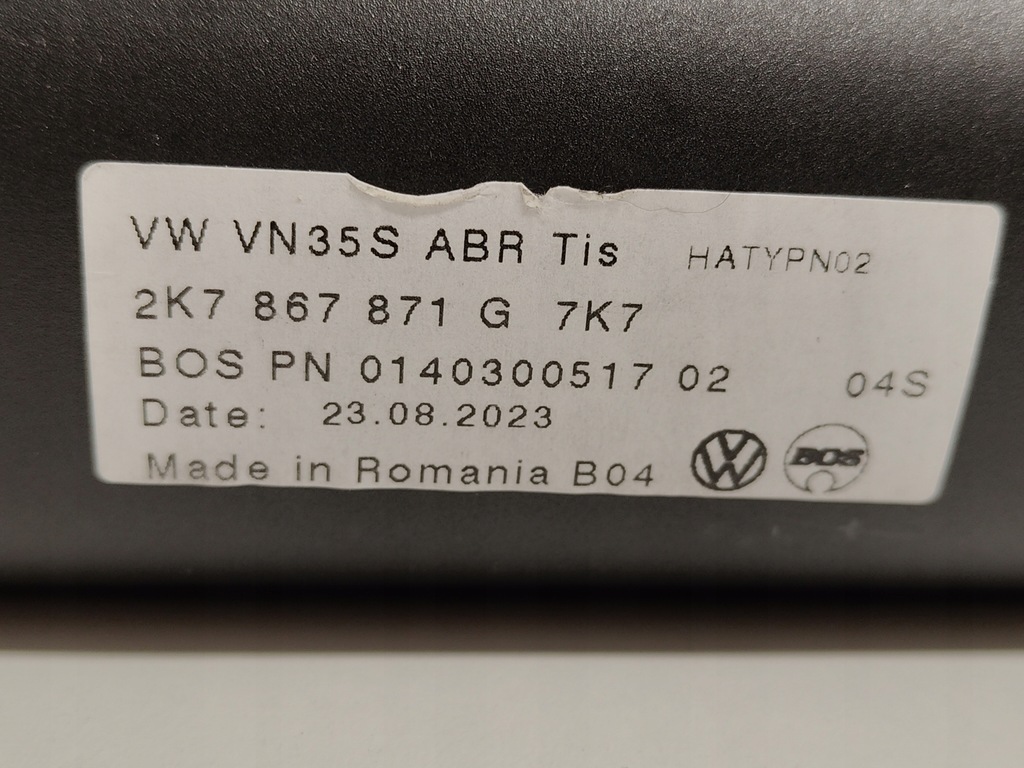 VW VN35S ABR Tis HATYPN02
2K7 867 871 G 7K7
BOS PN 0140300517 02 04S
Date: 23.08.2023
Made in Romania B04 VW BOS